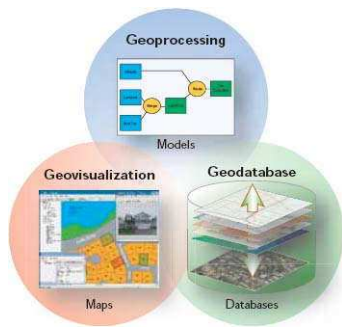 Geoprocessing
Models
Geovisualization
Maps
Geodatabase
Databases